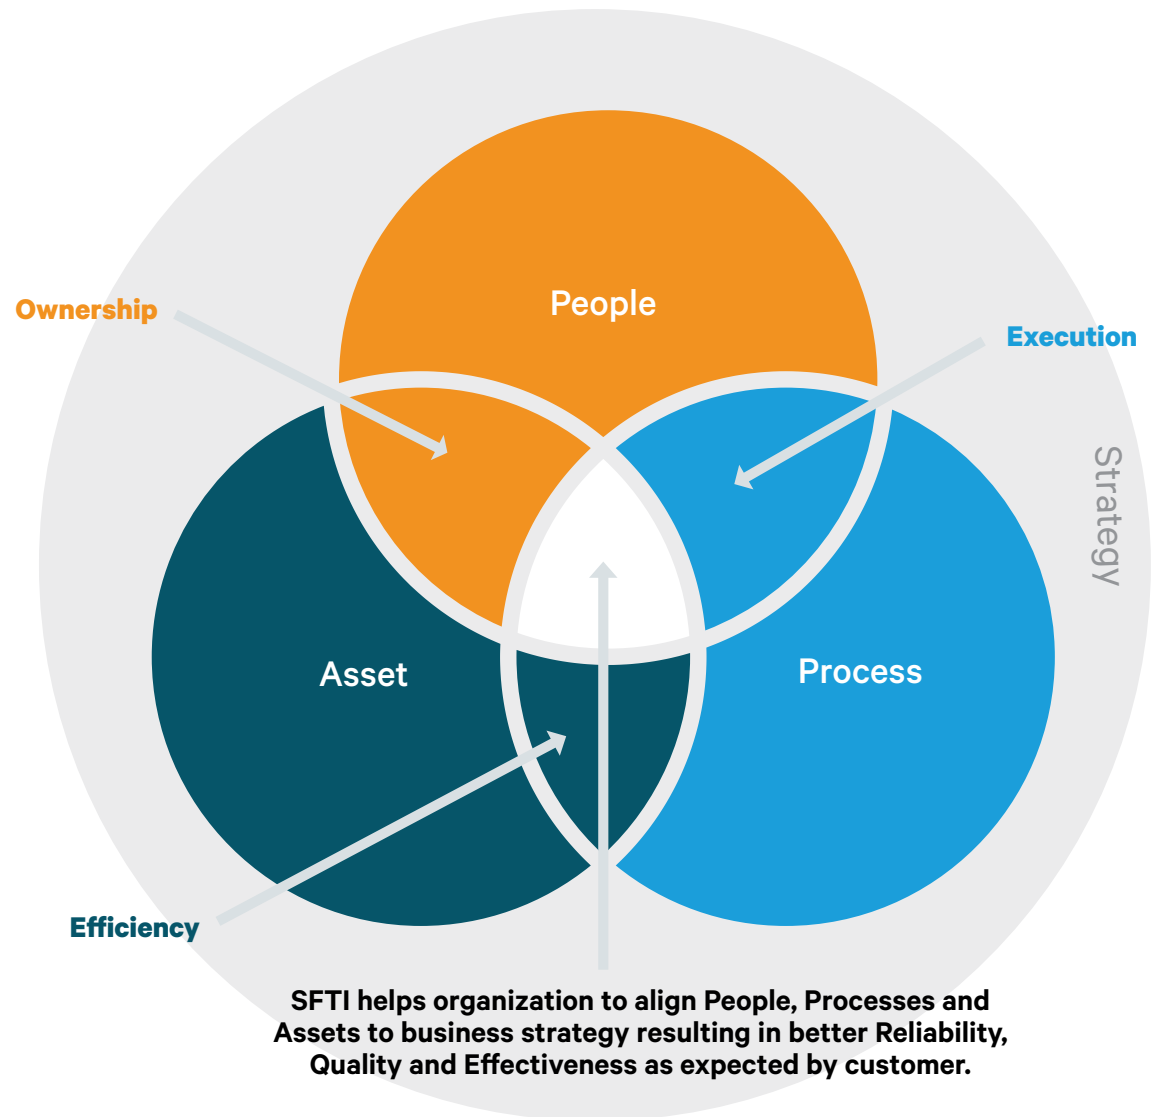 People
Ownership
Execution
Strategy
Asset
Process
Efficiency
SFTI helps organization to align People, Processes and
Assets to business strategy resulting in better Reliability,
Quality and Effectiveness as expected by customer.